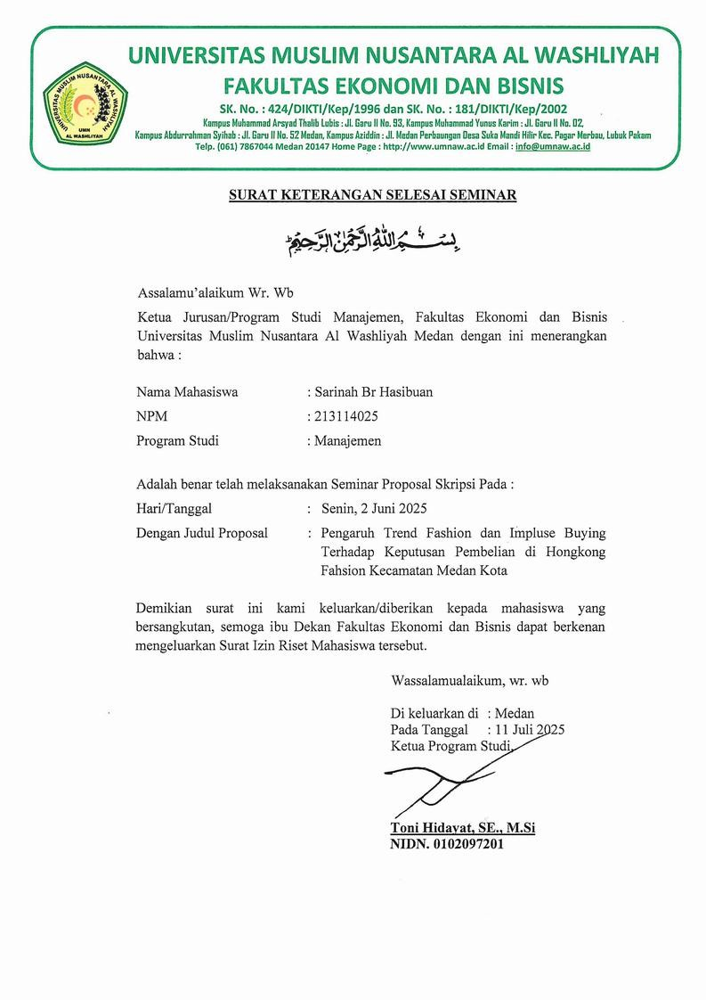 UNIVERSITAS MUSLIM NUSANTARA AL WASHLIYAH
FAKULTAS EKONOMI DAN BISNIS
SK. No. : 424/DIKTI/Kep/1996 dan SK. No. : 181/DIKTI/Kep/2002
Kampus Muhammad Arsyad Thalib Lubis : Jl. Garu II No. 93, Kampus Muhammad Yunus Karim : Jl. Garu II No. 02,
Kampus Abdurrahman Syihab : Jl. Garu II No. 52 Medan, Kampus Aziddin : Jl. Medan Perbaungan Desa Suka Mandi Hilir Kec. Pagar Merbau, Lubuk Pakam
Telp. (061) 7867044 Medan 20147 Home Page : http://www.umnaw.ac.id Email : info@umnaw.ac.id
UNIVERSITAS MUSLIM NUSANTARA AL WASHLIYAH
UMN
AL WASHLIYAH
SURAT KETERANGAN SELESAI SEMINAR
بِسْمِ اللهِ الرَّحْمٰنِ الرَّحِيْمِ
Assalamu’alaikum Wr. Wb
Ketua Jurusan/Program Studi Manajemen, Fakultas Ekonomi dan Bisnis
Universitas Muslim Nusantara Al Washliyah Medan dengan ini menerangkan
bahwa :
Nama Mahasiswa : Sarinah Br Hasibuan
NPM : 213114025
Program Studi : Manajemen
Adalah benar telah melaksanakan Seminar Proposal Skripsi Pada :
Hari/Tanggal : Senin, 2 Juni 2025
Dengan Judul Proposal : Pengaruh Trend Fashion dan Impluse Buying
Terhadap Keputusan Pembelian di Hongkong
Fahsion Kecamatan Medan Kota
Demikian surat ini kami keluarkan/diberikan kepada mahasiswa yang
bersangkutan, semoga ibu Dekan Fakultas Ekonomi dan Bisnis dapat berkenan
mengeluarkan Surat Izin Riset Mahasiswa tersebut.
Wassalamualaikum, wr. wb
Di keluarkan di : Medan
Pada Tanggal : 11 Juli 2025
Ketua Program Studi,
Toni Hidayat, SE., M.Si
NIDN. 0102097201